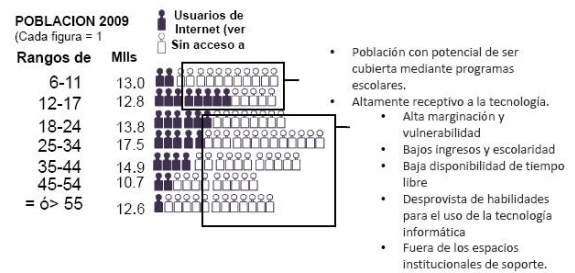 POBLACION 2009
(Cada figura = 1
Usuarios de
Internet (ver
Sin acceso a
Rangos de Mlls
6-11 13.0
12-17 12.8
18-24 13.8
25-34 17.5
35-44 14.9
45-54 10.7
= ó> 55 12.6
• Población con potencial de ser
cubierta mediante programas
escolares.
• Altamente receptivo a la tecnología.
• Alta marginación y
vulnerabilidad
• Bajos ingresos y escolaridad
• Baja disponibilidad de tiempo
libre
• Desprovista de habilidades
para el uso de la tecnología
informática
• Fuera de los espacios
institucionales de soporte.